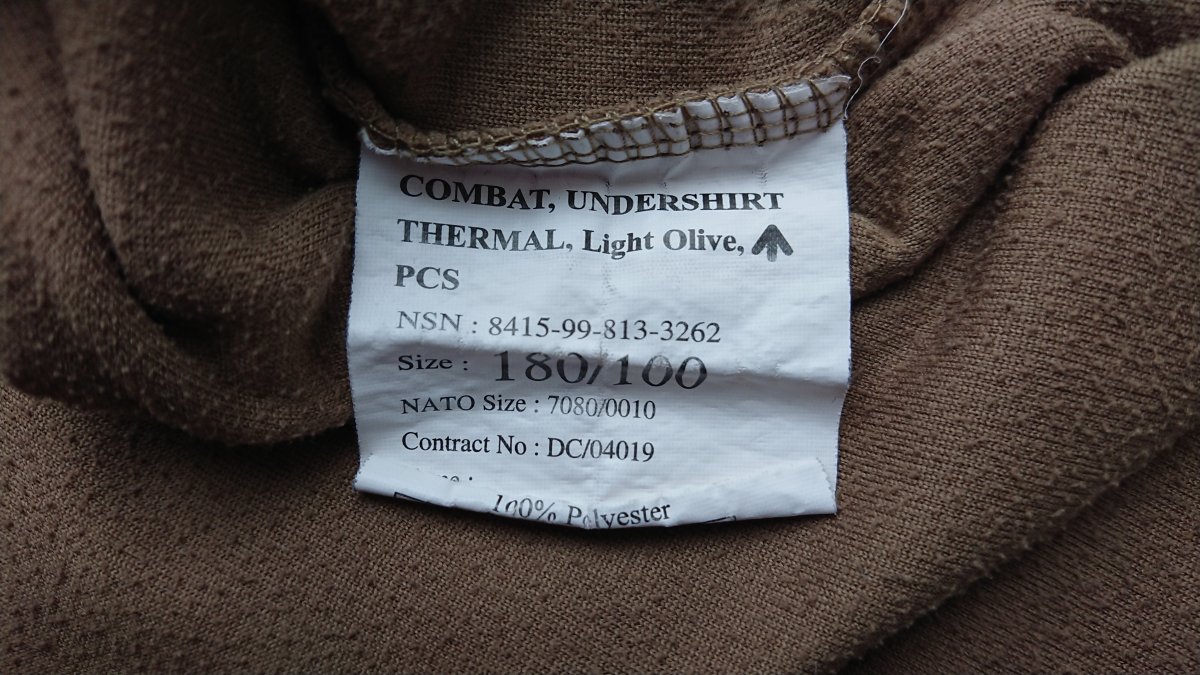 COMBAT, UNDERSHIRT
THERMAL, Light Olive,
PCS
NSN : 8415-99-813-3262
Size : 180/100
NATO Size : 7080/0010
Contract No : DC/04019
100% Polyester